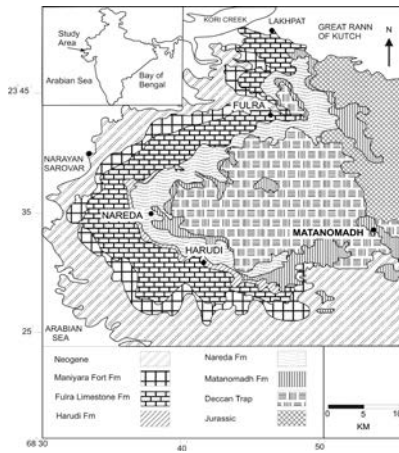 KORI CREEK
LAKHPAT
GREAT RANN
OF KUTCH
N
Study
Area
Arabian Sea
Bay of
Bengal
23 45
FULRA
NARAYAN
SAROVAR
35
NAREDA
MATANOMADH
HARUDI
25
ARABIAN
SEA
Neogene
Nareda Fm
Maniyara Fort Fm
Matanomadh Fm
Fulra Limestone Fm
Deccan Trap
Harudi Fm
Jurassic
0 5 10
KM
68 30
40
50